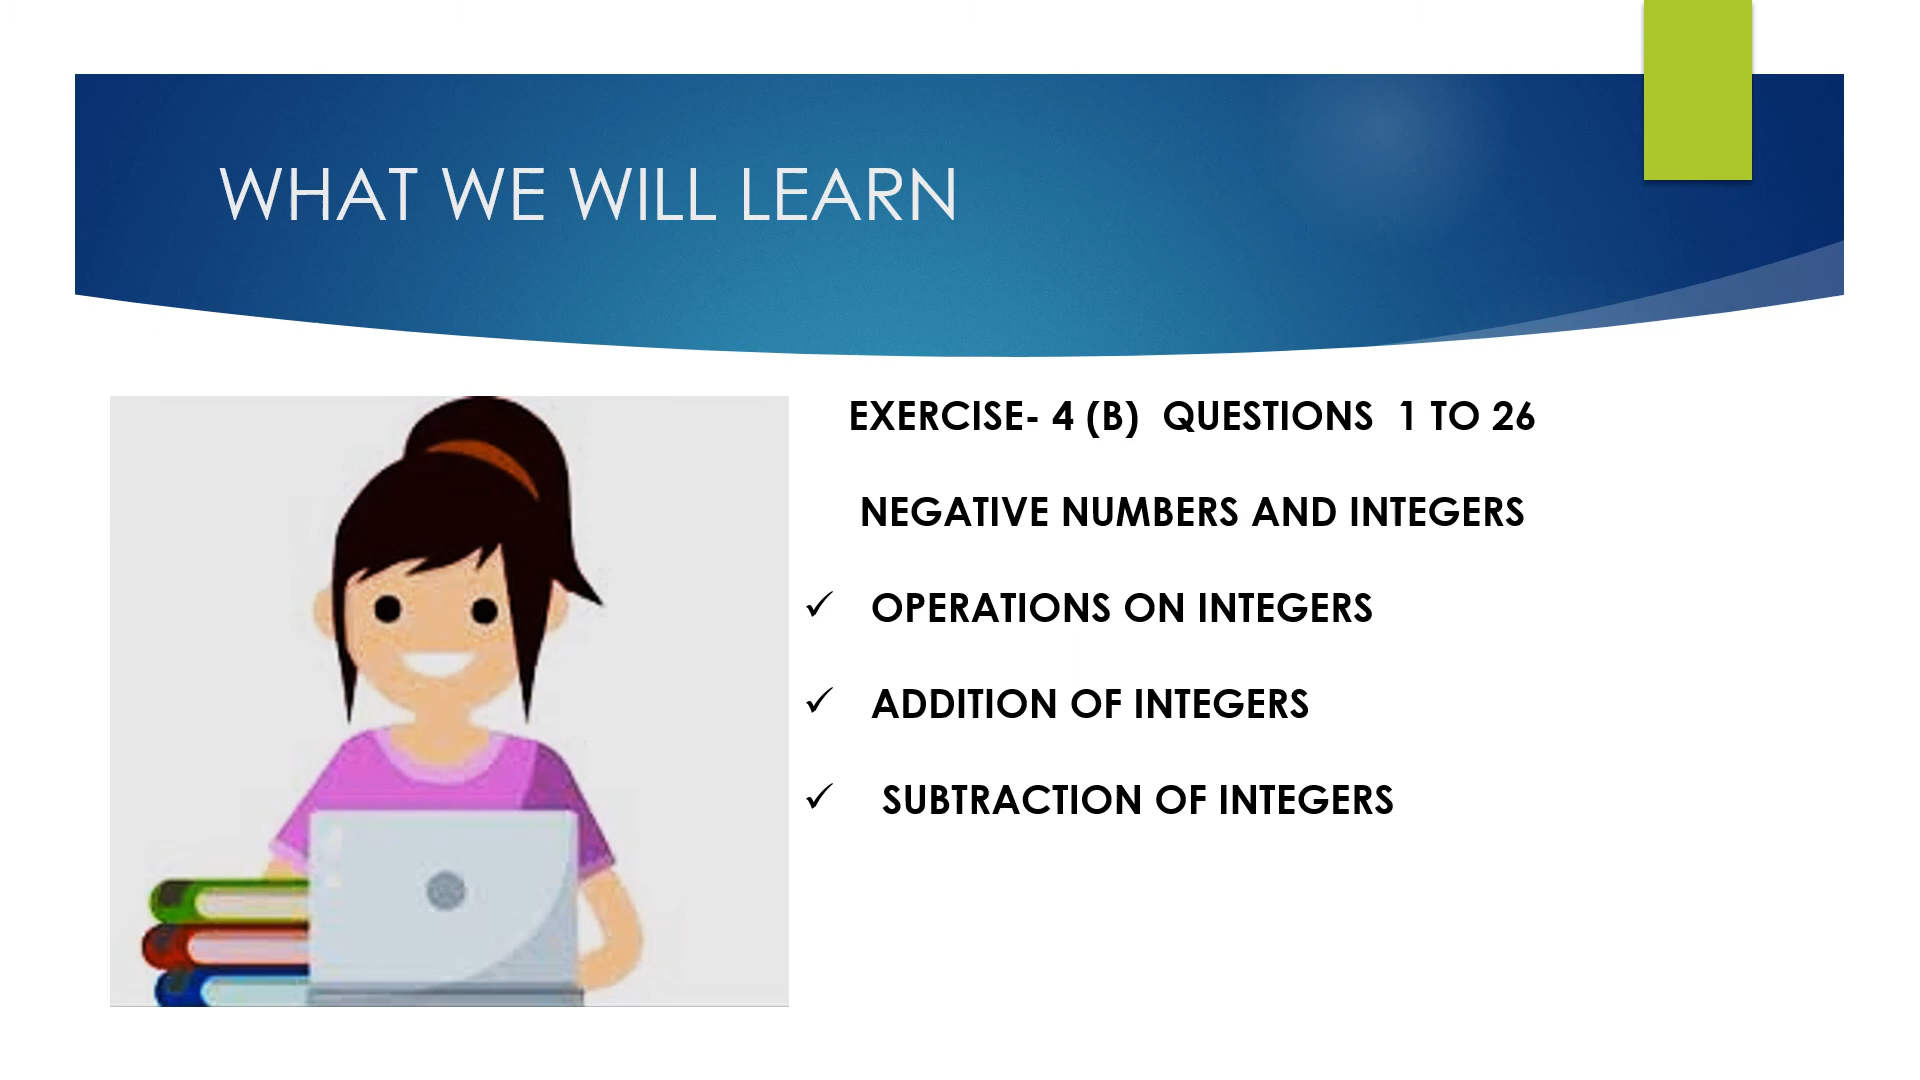 WHAT WE WILL LEARN
EXERCISE- 4 (B) QUESTIONS 1 TO 26
NEGATIVE NUMBERS AND INTEGERS
✓ OPERATIONS ON INTEGERS
✓ ADDITION OF INTEGERS
✓ SUBTRACTION OF INTEGERS